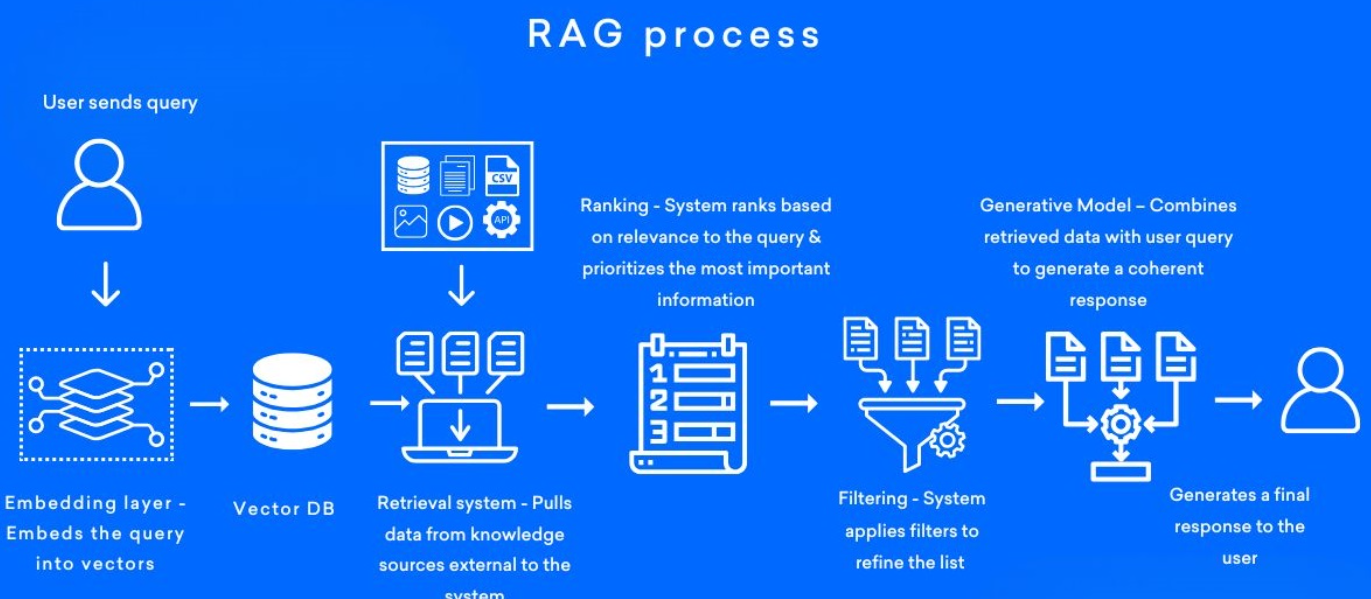 RAG process
User sends query
CSV
API
Ranking - System ranks based
on relevance to the query &
prioritizes the most important
information
Generative Model – Combines
retrieved data with user query
to generate a coherent
response
1
2
3
Embedding layer -
Embeds the query
into vectors
Vector DB
Retrieval system - Pulls
data from knowledge
sources external to the
system
Filtering - System
applies filters to
refine the list
Generates a final
response to the
user